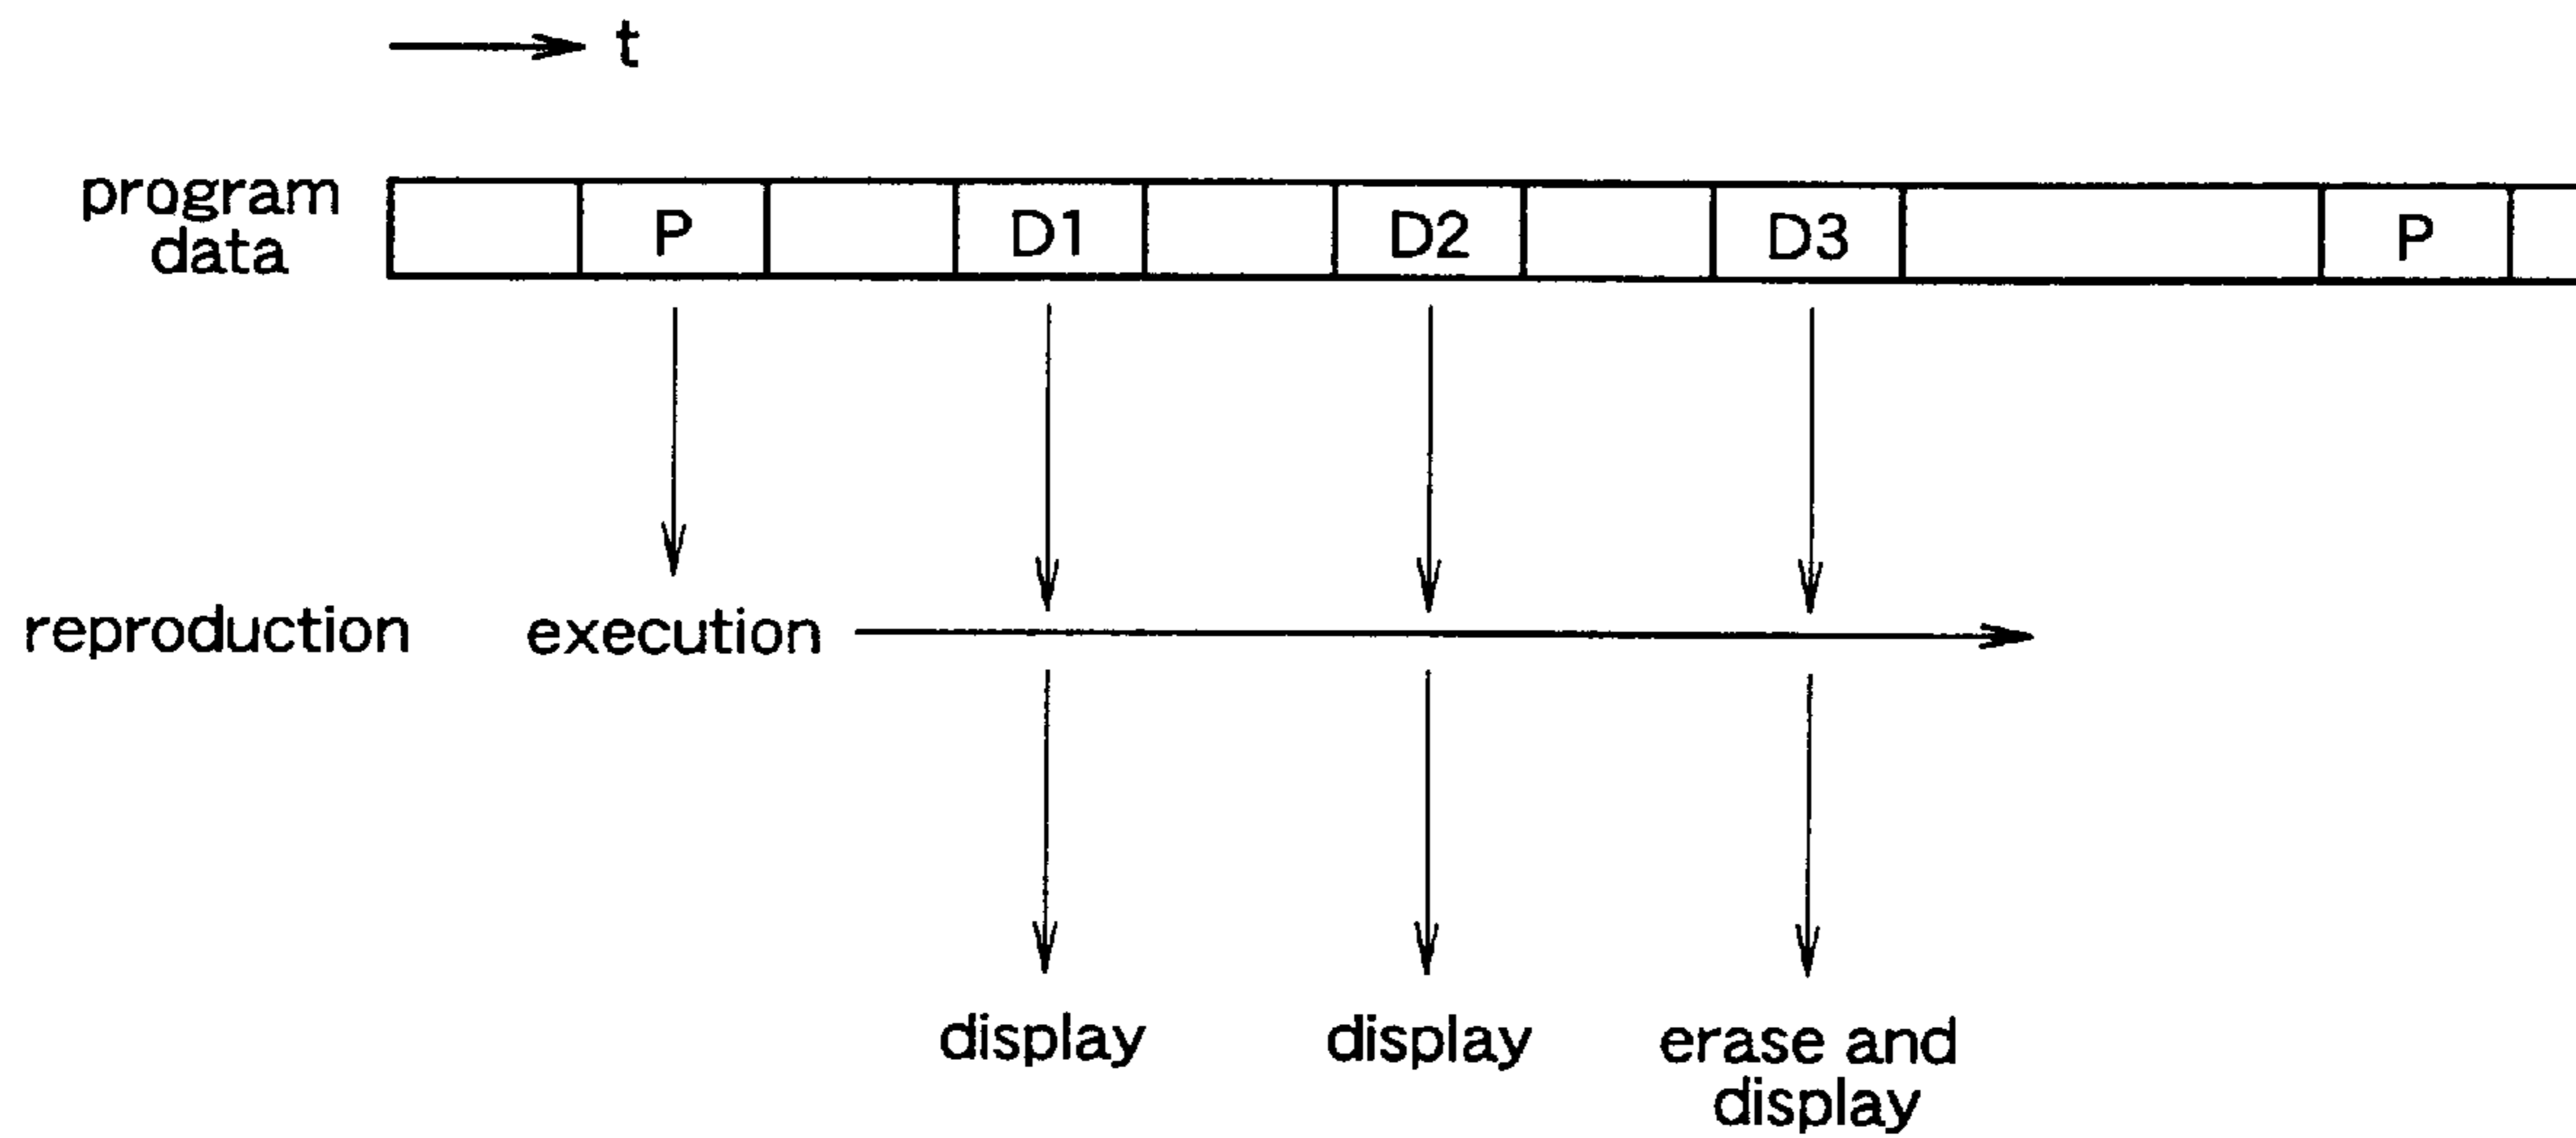 t
program
data
P
D1
D2
D3
P
reproduction
execution
display
display
erase and
display